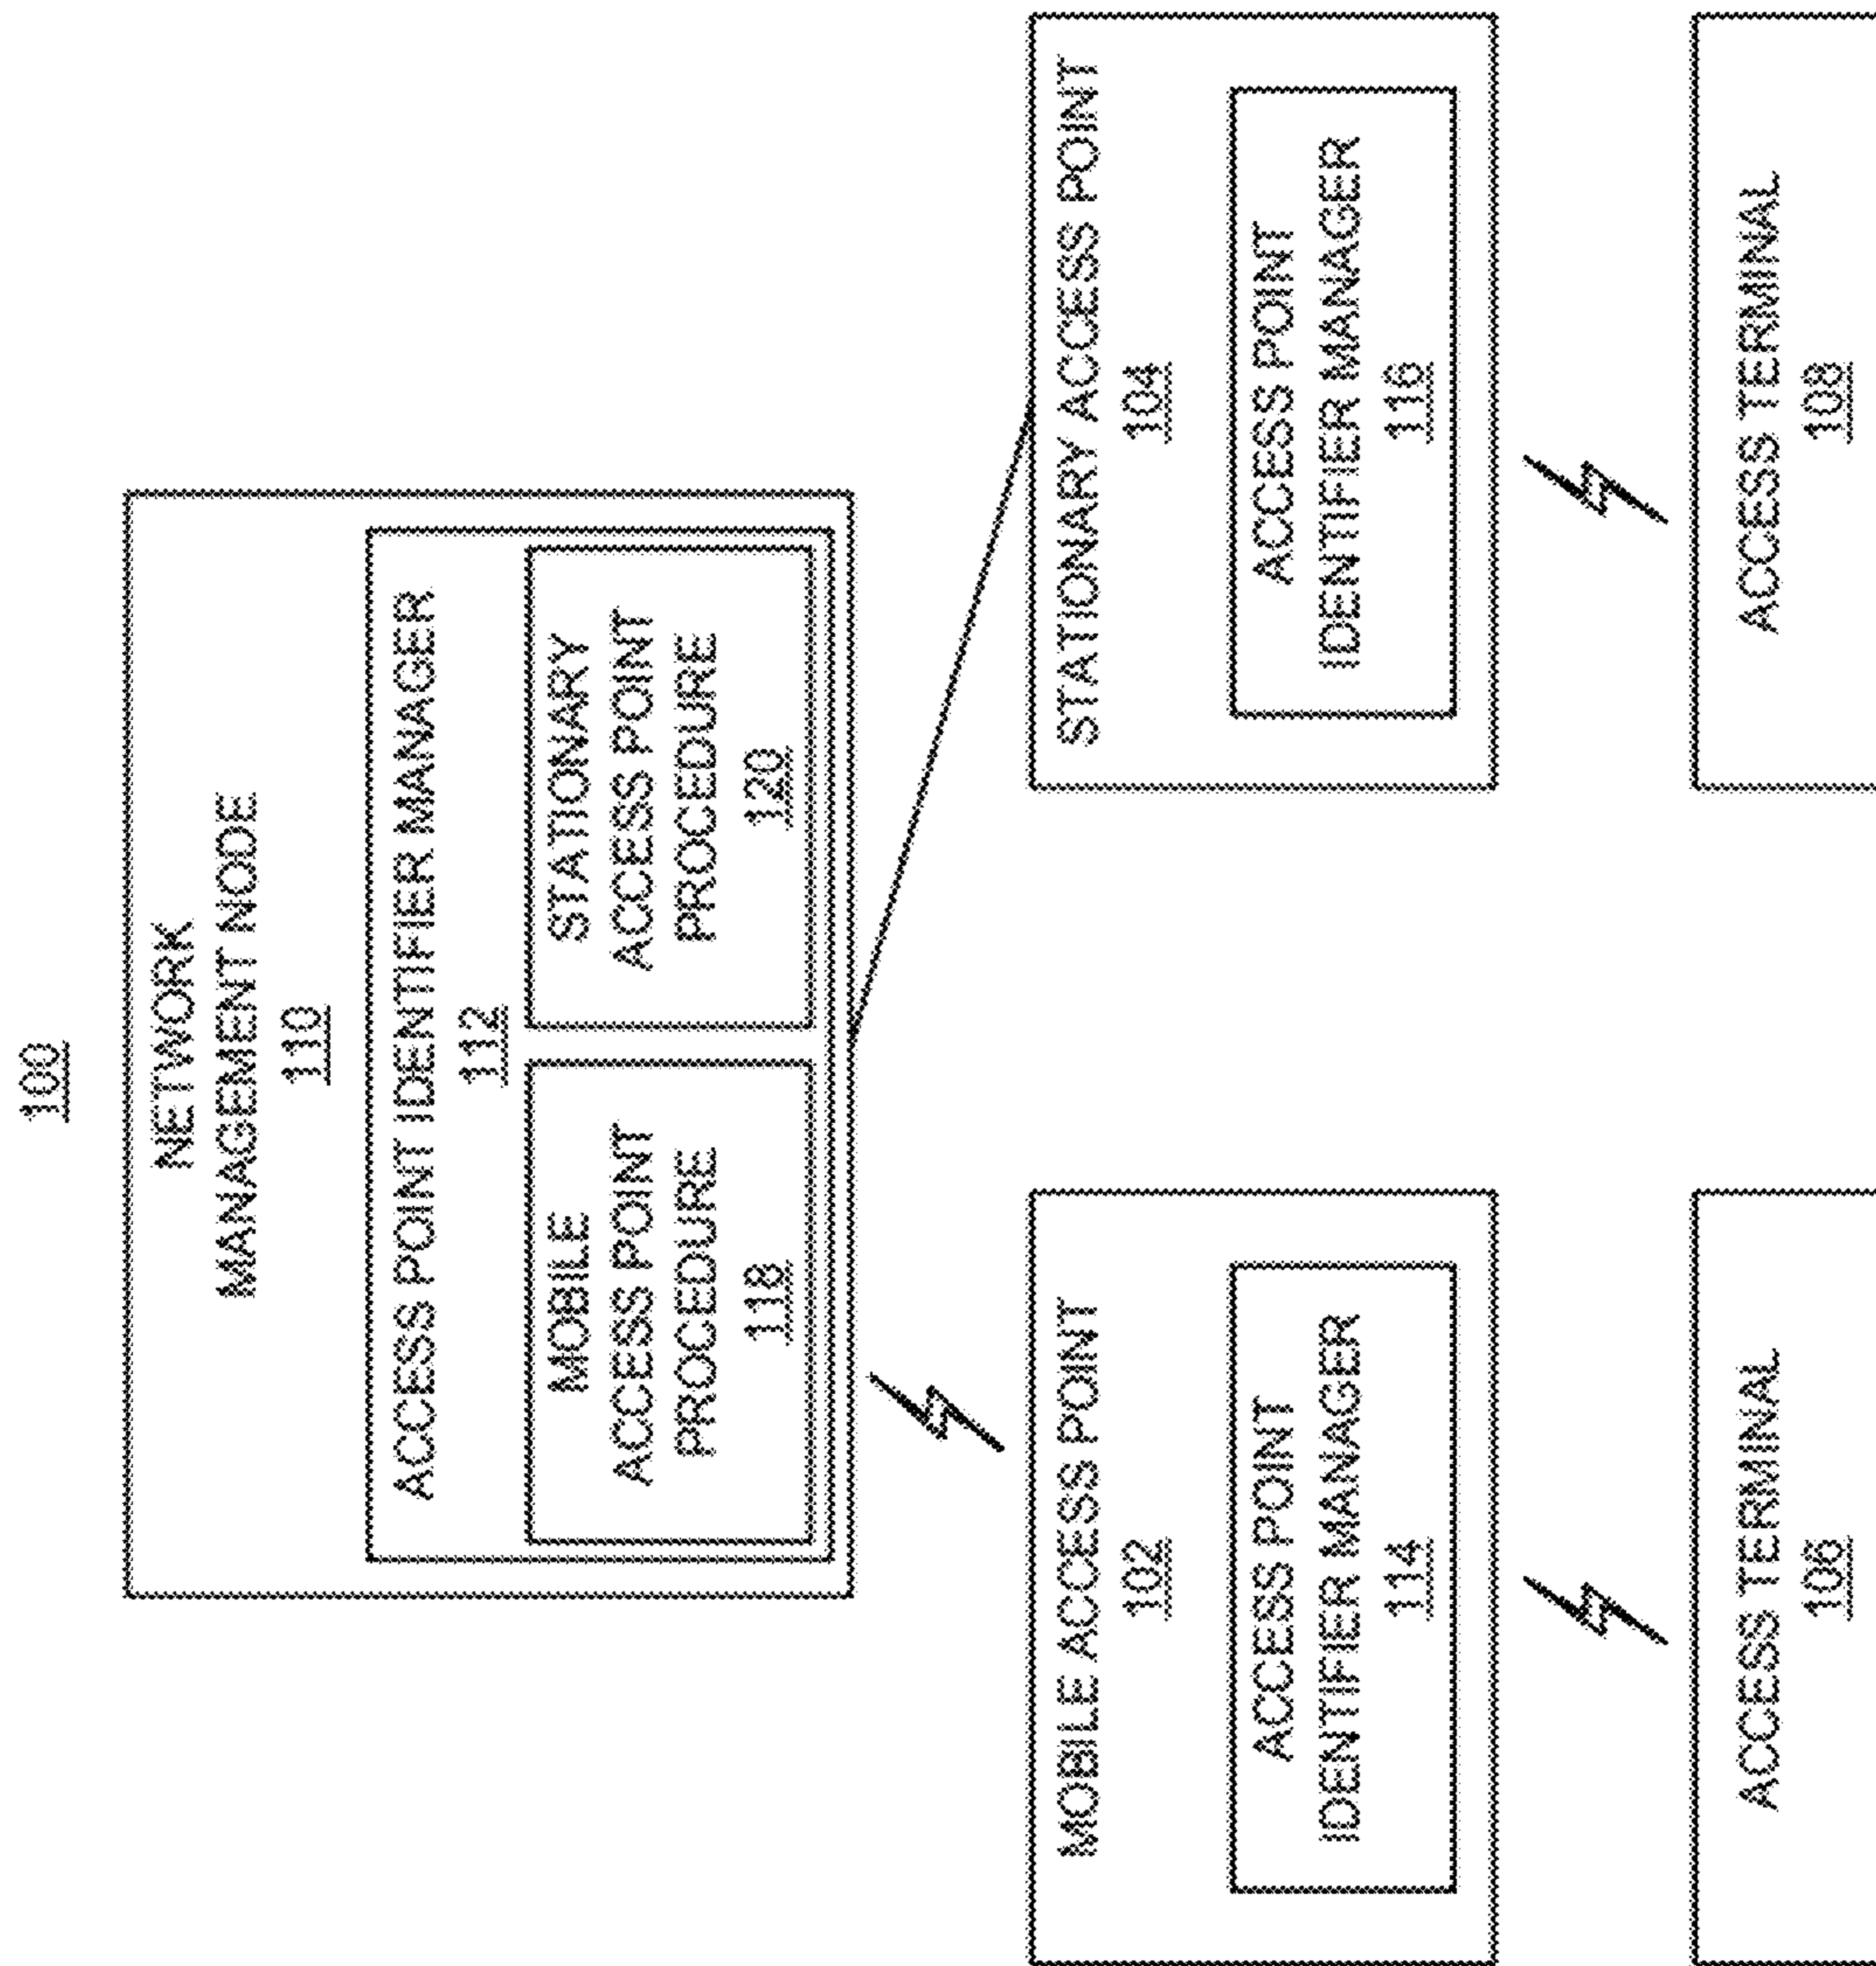 100
NETWORK
MANAGEMENT NODE
110
ACCESS POINT IDENTIFIER MANAGER
112
MOBILE
ACCESS POINT
PROCEDURE
118
STATIONARY
ACCESS POINT
PROCEDURE
120
MOBILE ACCESS POINT
102
ACCESS POINT
IDENTIFIER MANAGER
114
STATIONARY ACCESS POINT
104
ACCESS POINT
IDENTIFIER MANAGER
116
ACCESS TERMINAL
106
ACCESS TERMINAL
108